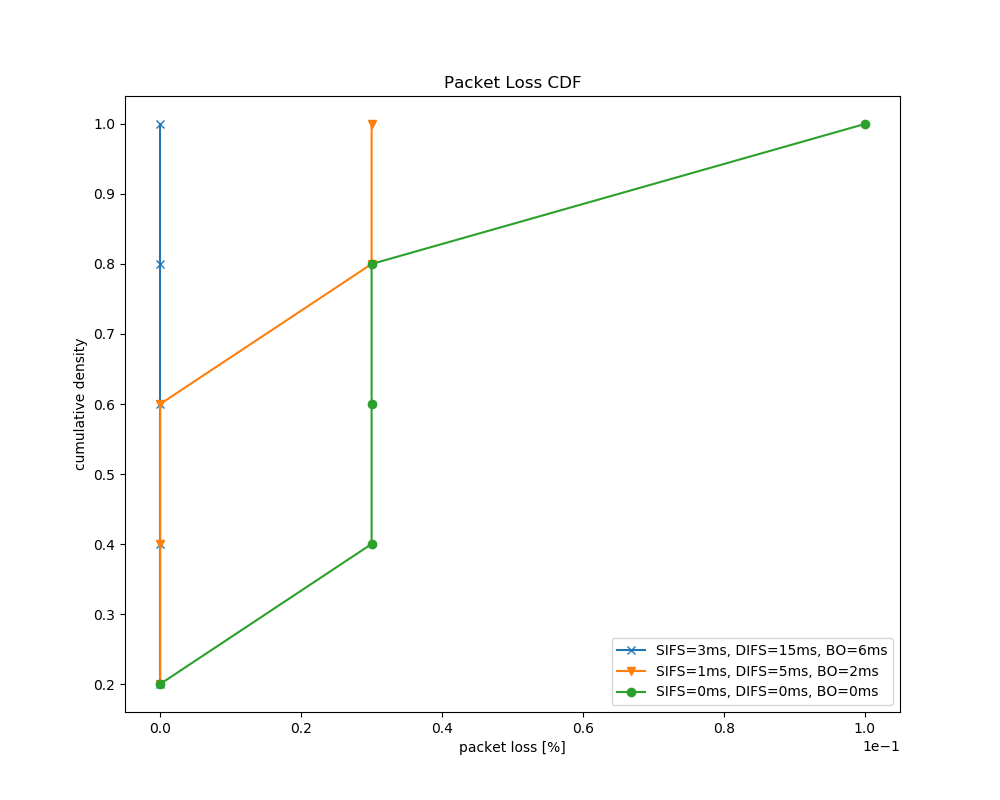 Packet Loss CDF
1.0
0.9
0.8
0.7
0.6
0.5
0.4
0.3
0.2
cumulative density
0.0 0.2 0.4 0.6 0.8 1.0
1e−1
packet loss [%]
SIFS=3ms, DIFS=15ms, BO=6ms
SIFS=1ms, DIFS=5ms, BO=2ms
SIFS=0ms, DIFS=0ms, BO=0ms